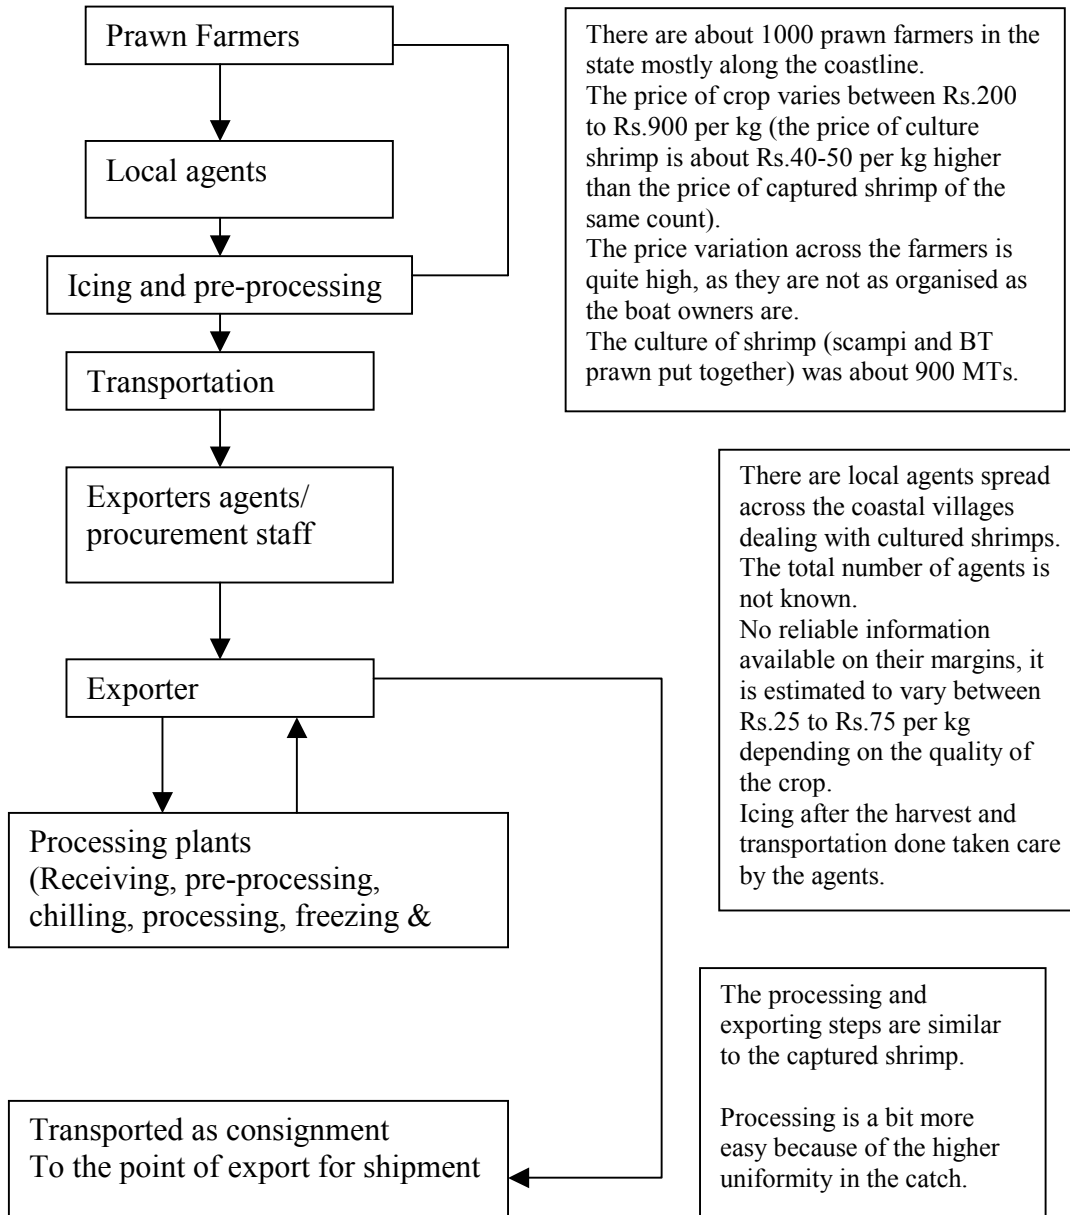 Prawn Farmers
Local agents
Icing and pre-processing
Transportation
Exporters agents/
procurement staff
Exporter
Processing plants
(Receiving, pre-processing,
chilling, processing, freezing &
Transported as consignment
To the point of export for shipment
There are about 1000 prawn farmers in the
state mostly along the coastline.
The price of crop varies between Rs.200
to Rs.900 per kg (the price of culture
shrimp is about Rs.40-50 per kg higher
than the price of captured shrimp of the
same count).
The price variation across the farmers is
quite high, as they are not as organised as
the boat owners are.
The culture of shrimp (scampi and BT
prawn put together) was about 900 MTs.
There are local agents spread
across the coastal villages
dealing with cultured shrimps.
The total number of agents is
not known.
No reliable information
available on their margins, it
is estimated to vary between
Rs.25 to Rs.75 per kg
depending on the quality of
the crop.
Icing after the harvest and
transportation done taken care
by the agents.
The processing and
exporting steps are similar
to the captured shrimp.
Processing is a bit more
easy because of the higher
uniformity in the catch.